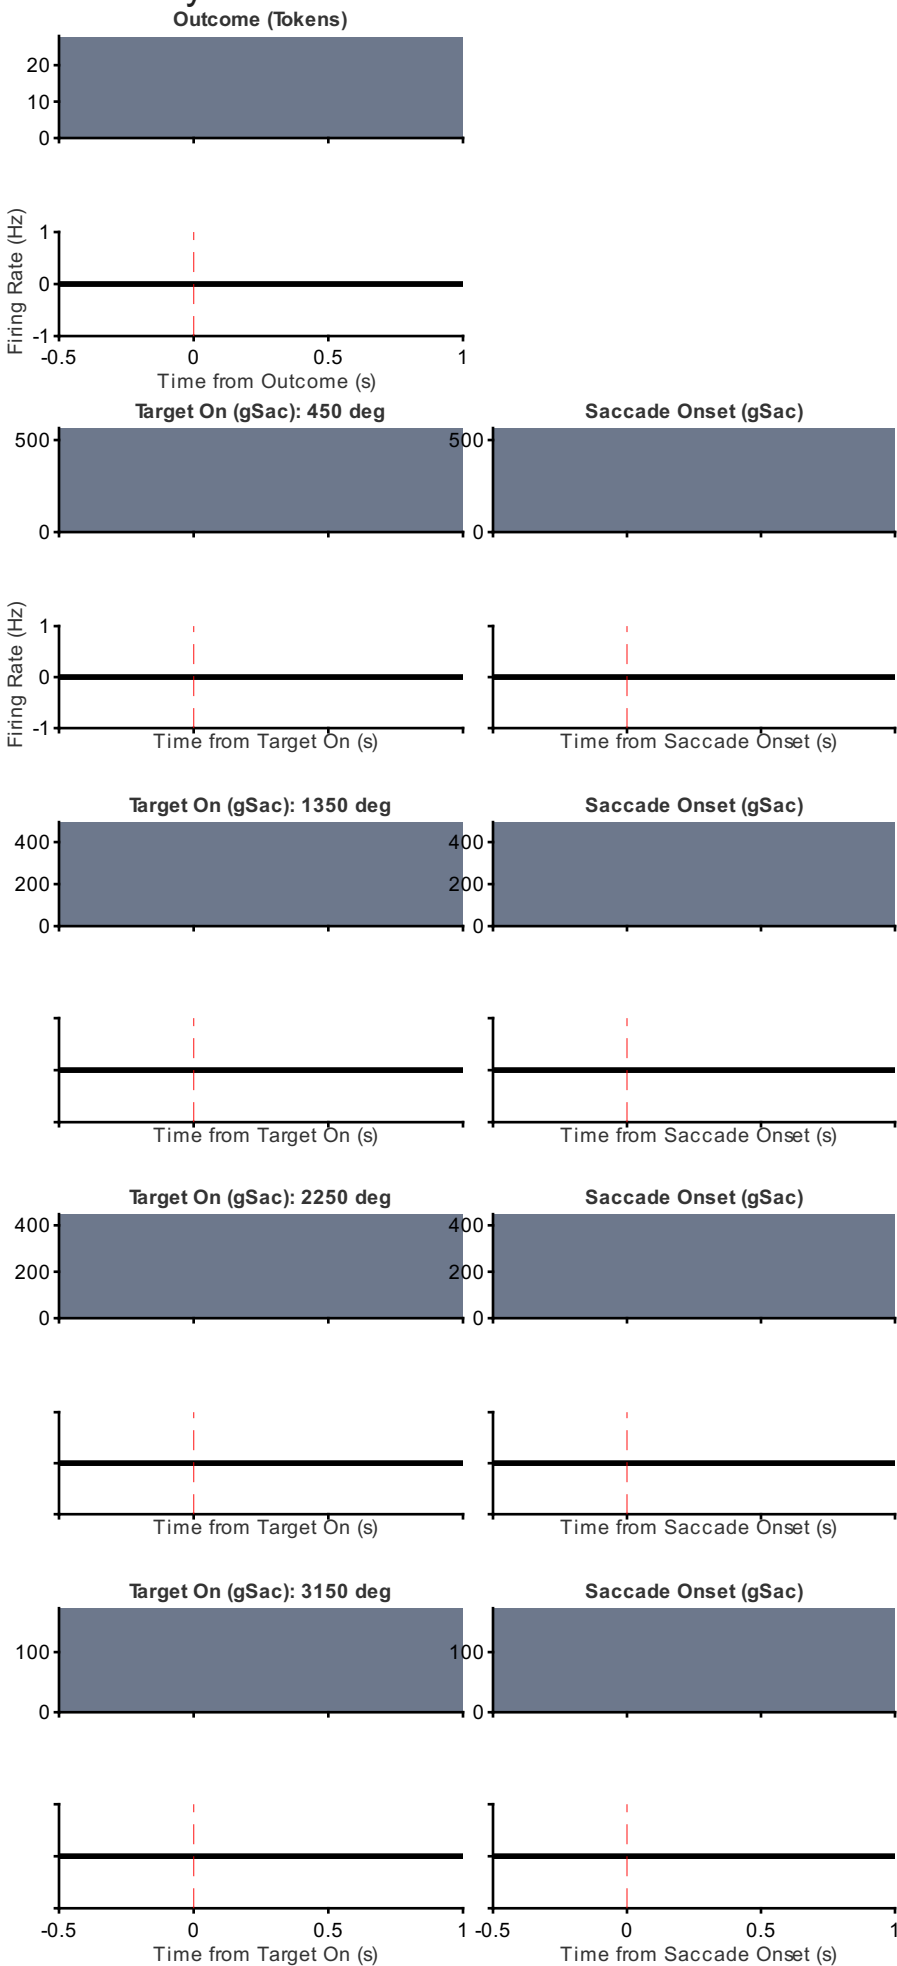 Outcome (Tokens)
20
10
0
Firing Rate (Hz)
1
0
-1
-0.5 0 0.5 1
Time from Outcome (s)
Target On (gSac): 450 deg Saccade Onset (gSac)
500 500
0 0
Firing Rate (Hz)
1
0
-1
Time from Target On (s) Time from Saccade Onset (s)
Target On (gSac): 1350 deg Saccade Onset (gSac)
400 400
200 200
0 0
Time from Target On (s) Time from Saccade Onset (s)
Target On (gSac): 2250 deg Saccade Onset (gSac)
400 400
200 200
0 0
Time from Target On (s) Time from Saccade Onset (s)
Target On (gSac): 3150 deg Saccade Onset (gSac)
100 100
0 0
-0.5 0 0.5 1 -0.5 0 0.5 1
Time from Target On (s) Time from Saccade Onset (s)